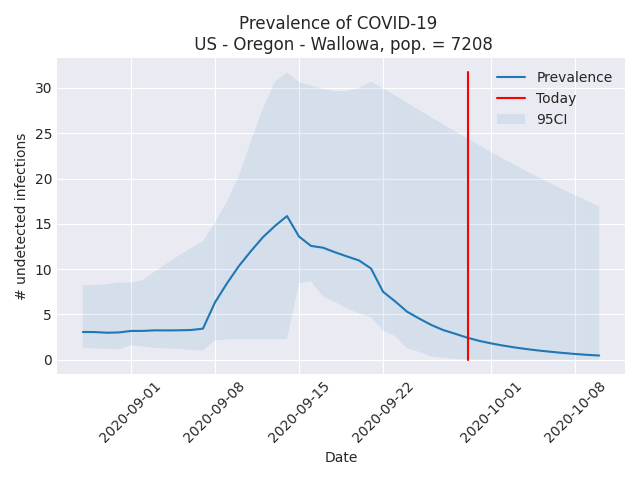 Prevalence of COVID-19
US - Oregon - Wallowa, pop. = 7208
# undetected infections
30
25
20
15
10
5
0
Prevalence
Today
95CI
2020-09-01
2020-09-08
2020-09-15
2020-09-22
2020-10-01
2020-10-08
Date